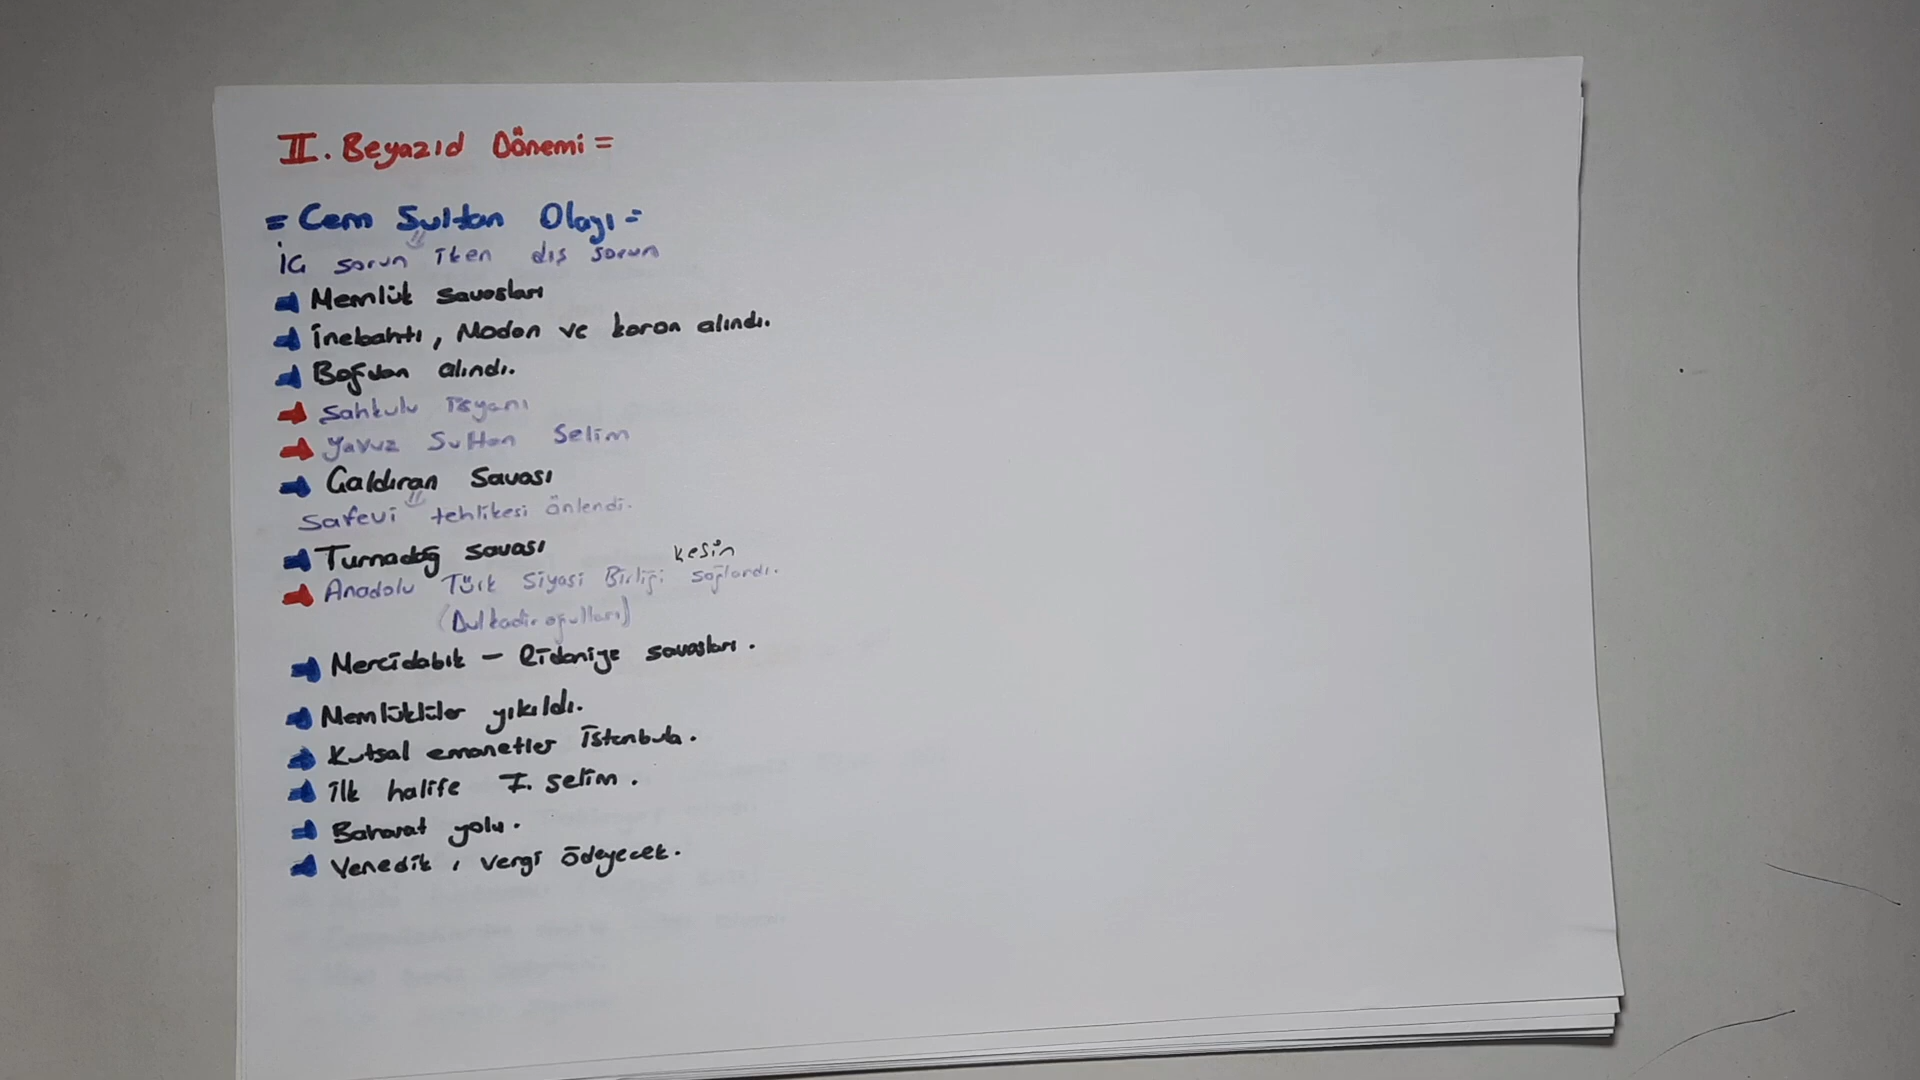 II. Beyazıd Dönemi =
= Cem Sultan Olayı =
İç sorun iken dış sorun
Memlük savaşları
İnebahtı, Modon ve koron alındı.
Boğdan alındı.
Şahkulu isyanı
Yavuz Sultan Selim
Çaldıran Savaşı
Safevi tehlikesi önlendi.
Turnadağ savaşı
kesin
Anadolu Türk Siyasi Birliği sağlandı.
(Dulkadiroğulları)
Mercidabık - Ridaniye savaşları.
Memlüklüler yıkıldı.
Kutsal emanetler İstanbula.
İlk halife I. Selim.
Baharat yolu.
Venedik, vergi ödeyecek.